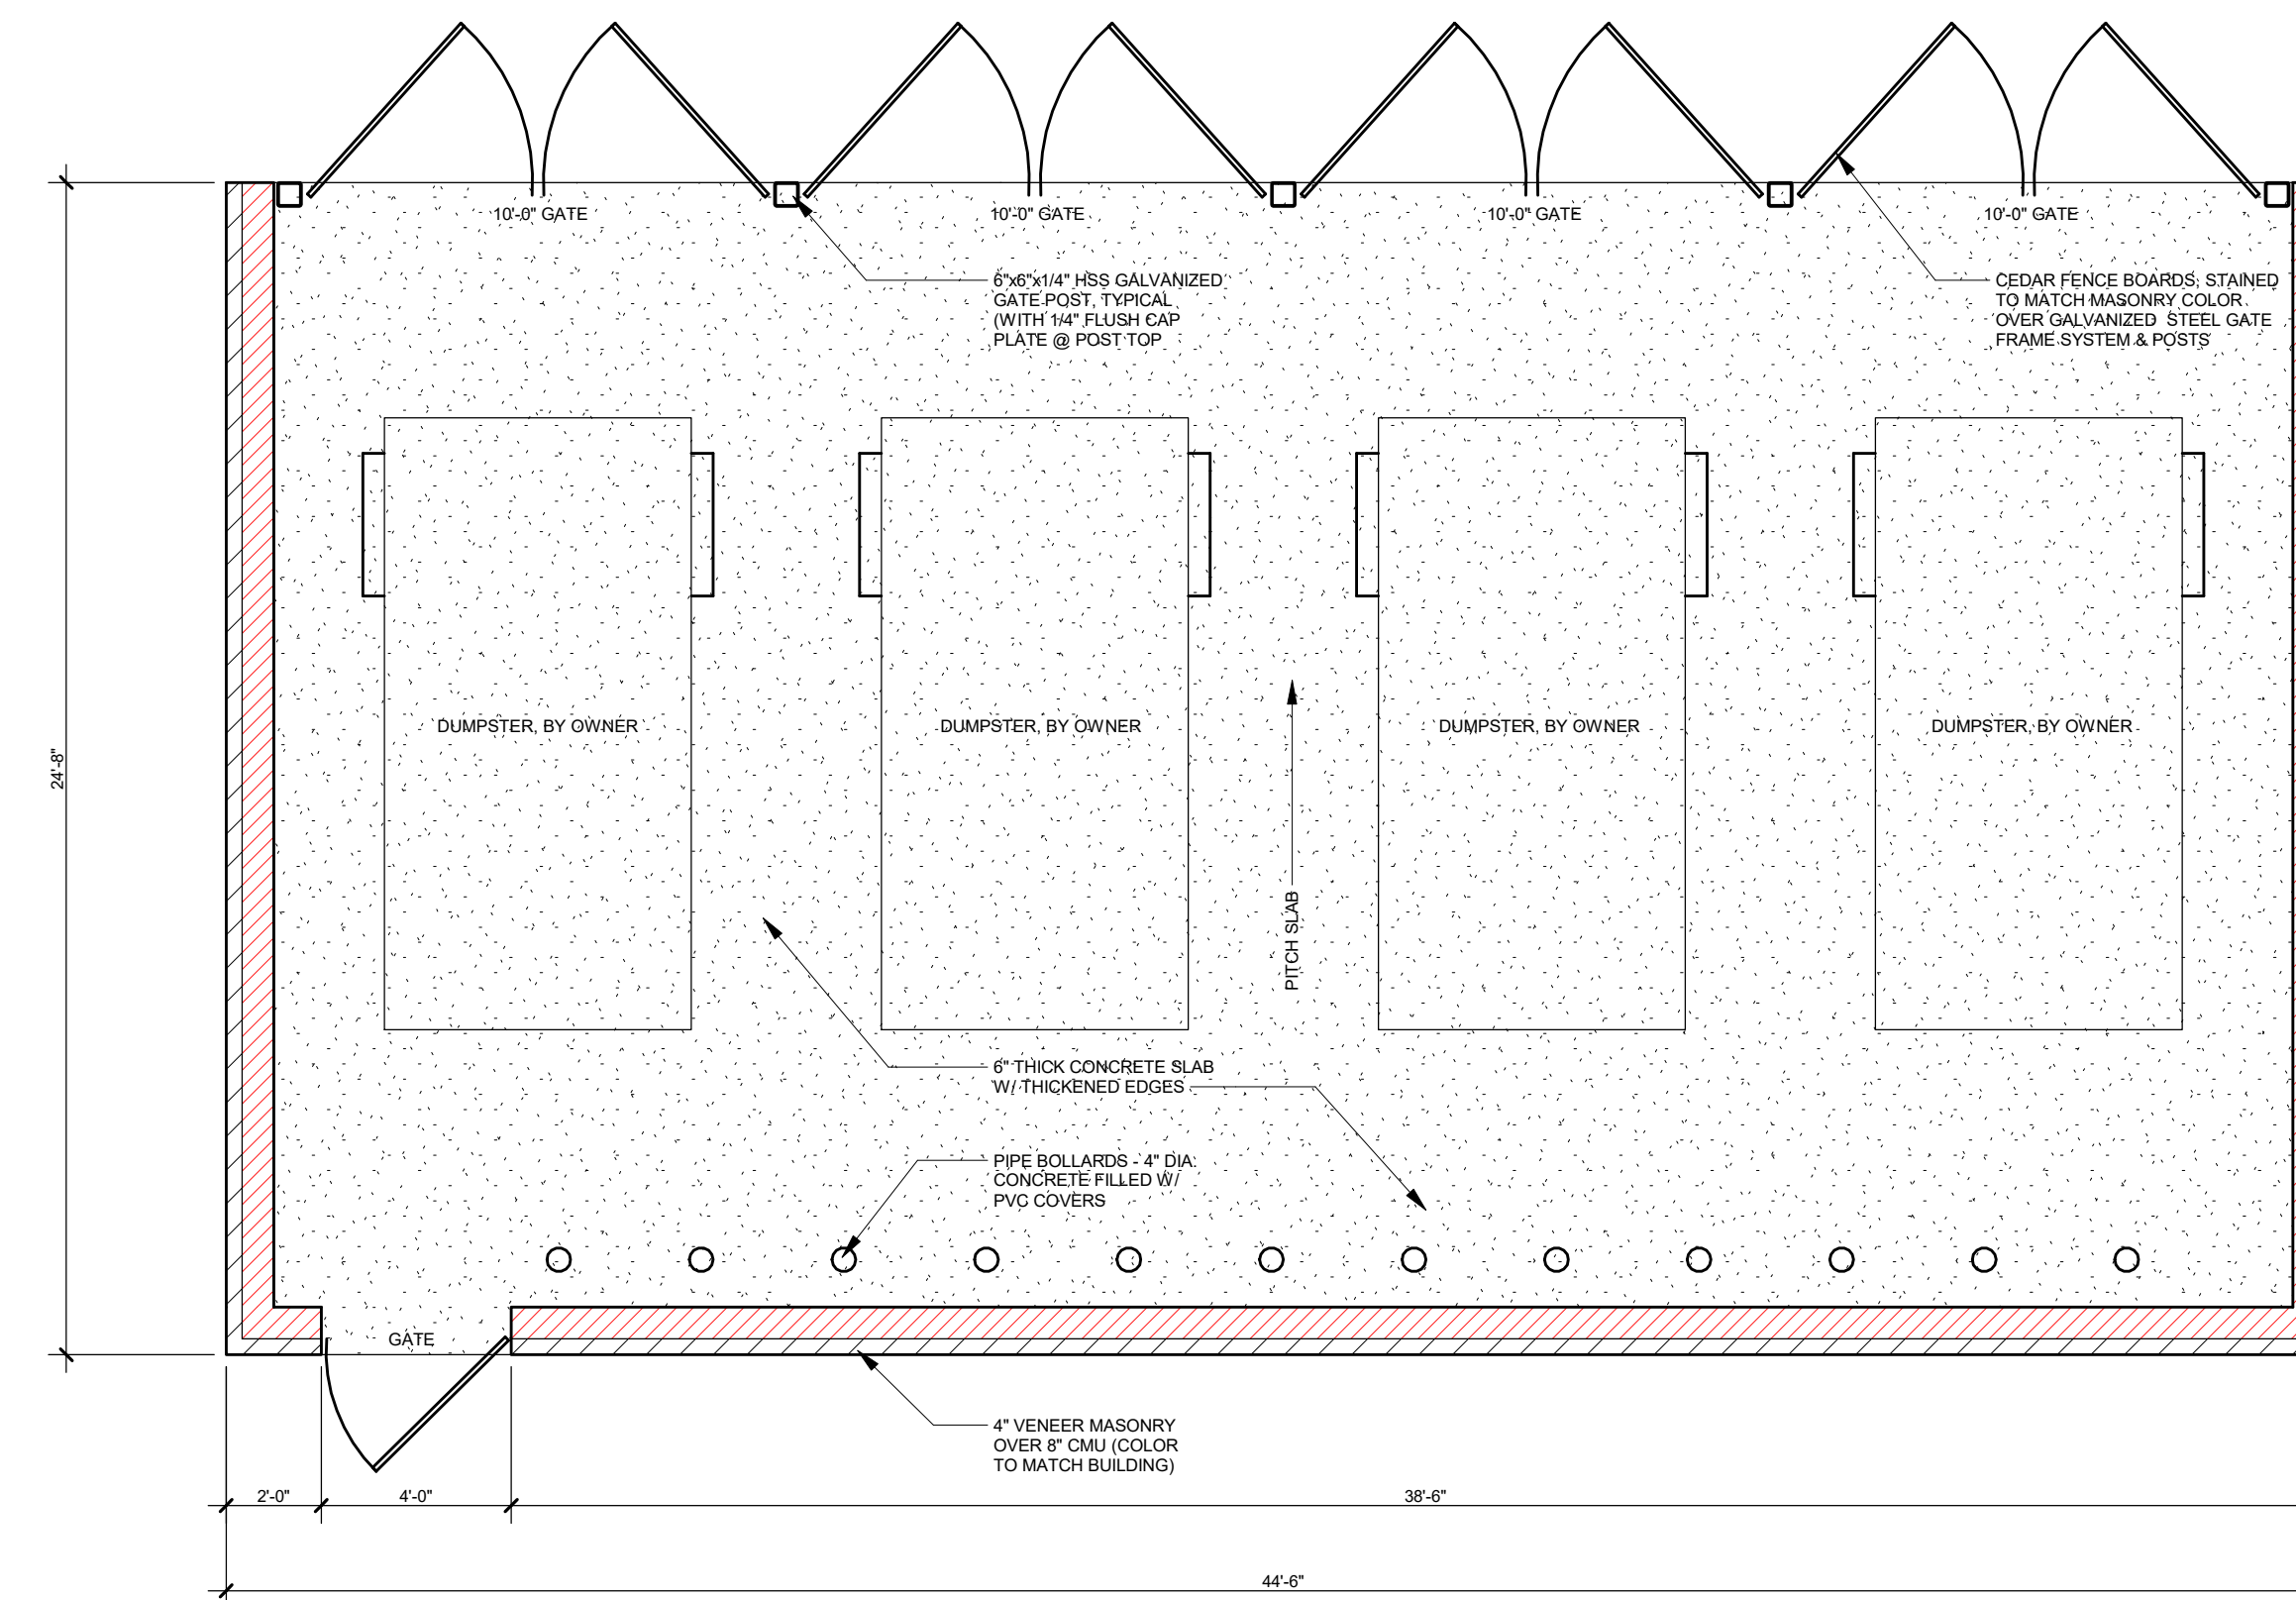 10'-0" GATE
10'-0" GATE
10'-0" GATE
10'-0" GATE
6"x6"x1/4" HSS GALVANIZED
GATE POST, TYPICAL
(WITH 1/4" FLUSH CAP
PLATE @ POST TOP
CEDAR FENCE BOARDS, STAINED
TO MATCH MASONRY COLOR
OVER GALVANIZED STEEL GATE
FRAME SYSTEM & POSTS
DUMPSTER, BY OWNER
DUMPSTER, BY OWNER
DUMPSTER, BY OWNER
DUMPSTER, BY OWNER
24'-8"
PITCH SLAB
6" THICK CONCRETE SLAB
W/ THICKENED EDGES
PIPE BOLLARDS - 4" DIA.
CONCRETE FILLED W/
PVC COVERS
GATE
4" VENEER MASONRY
OVER 8" CMU (COLOR
TO MATCH BUILDING)
2'-0"
4'-0"
38'-6"
44'-6"